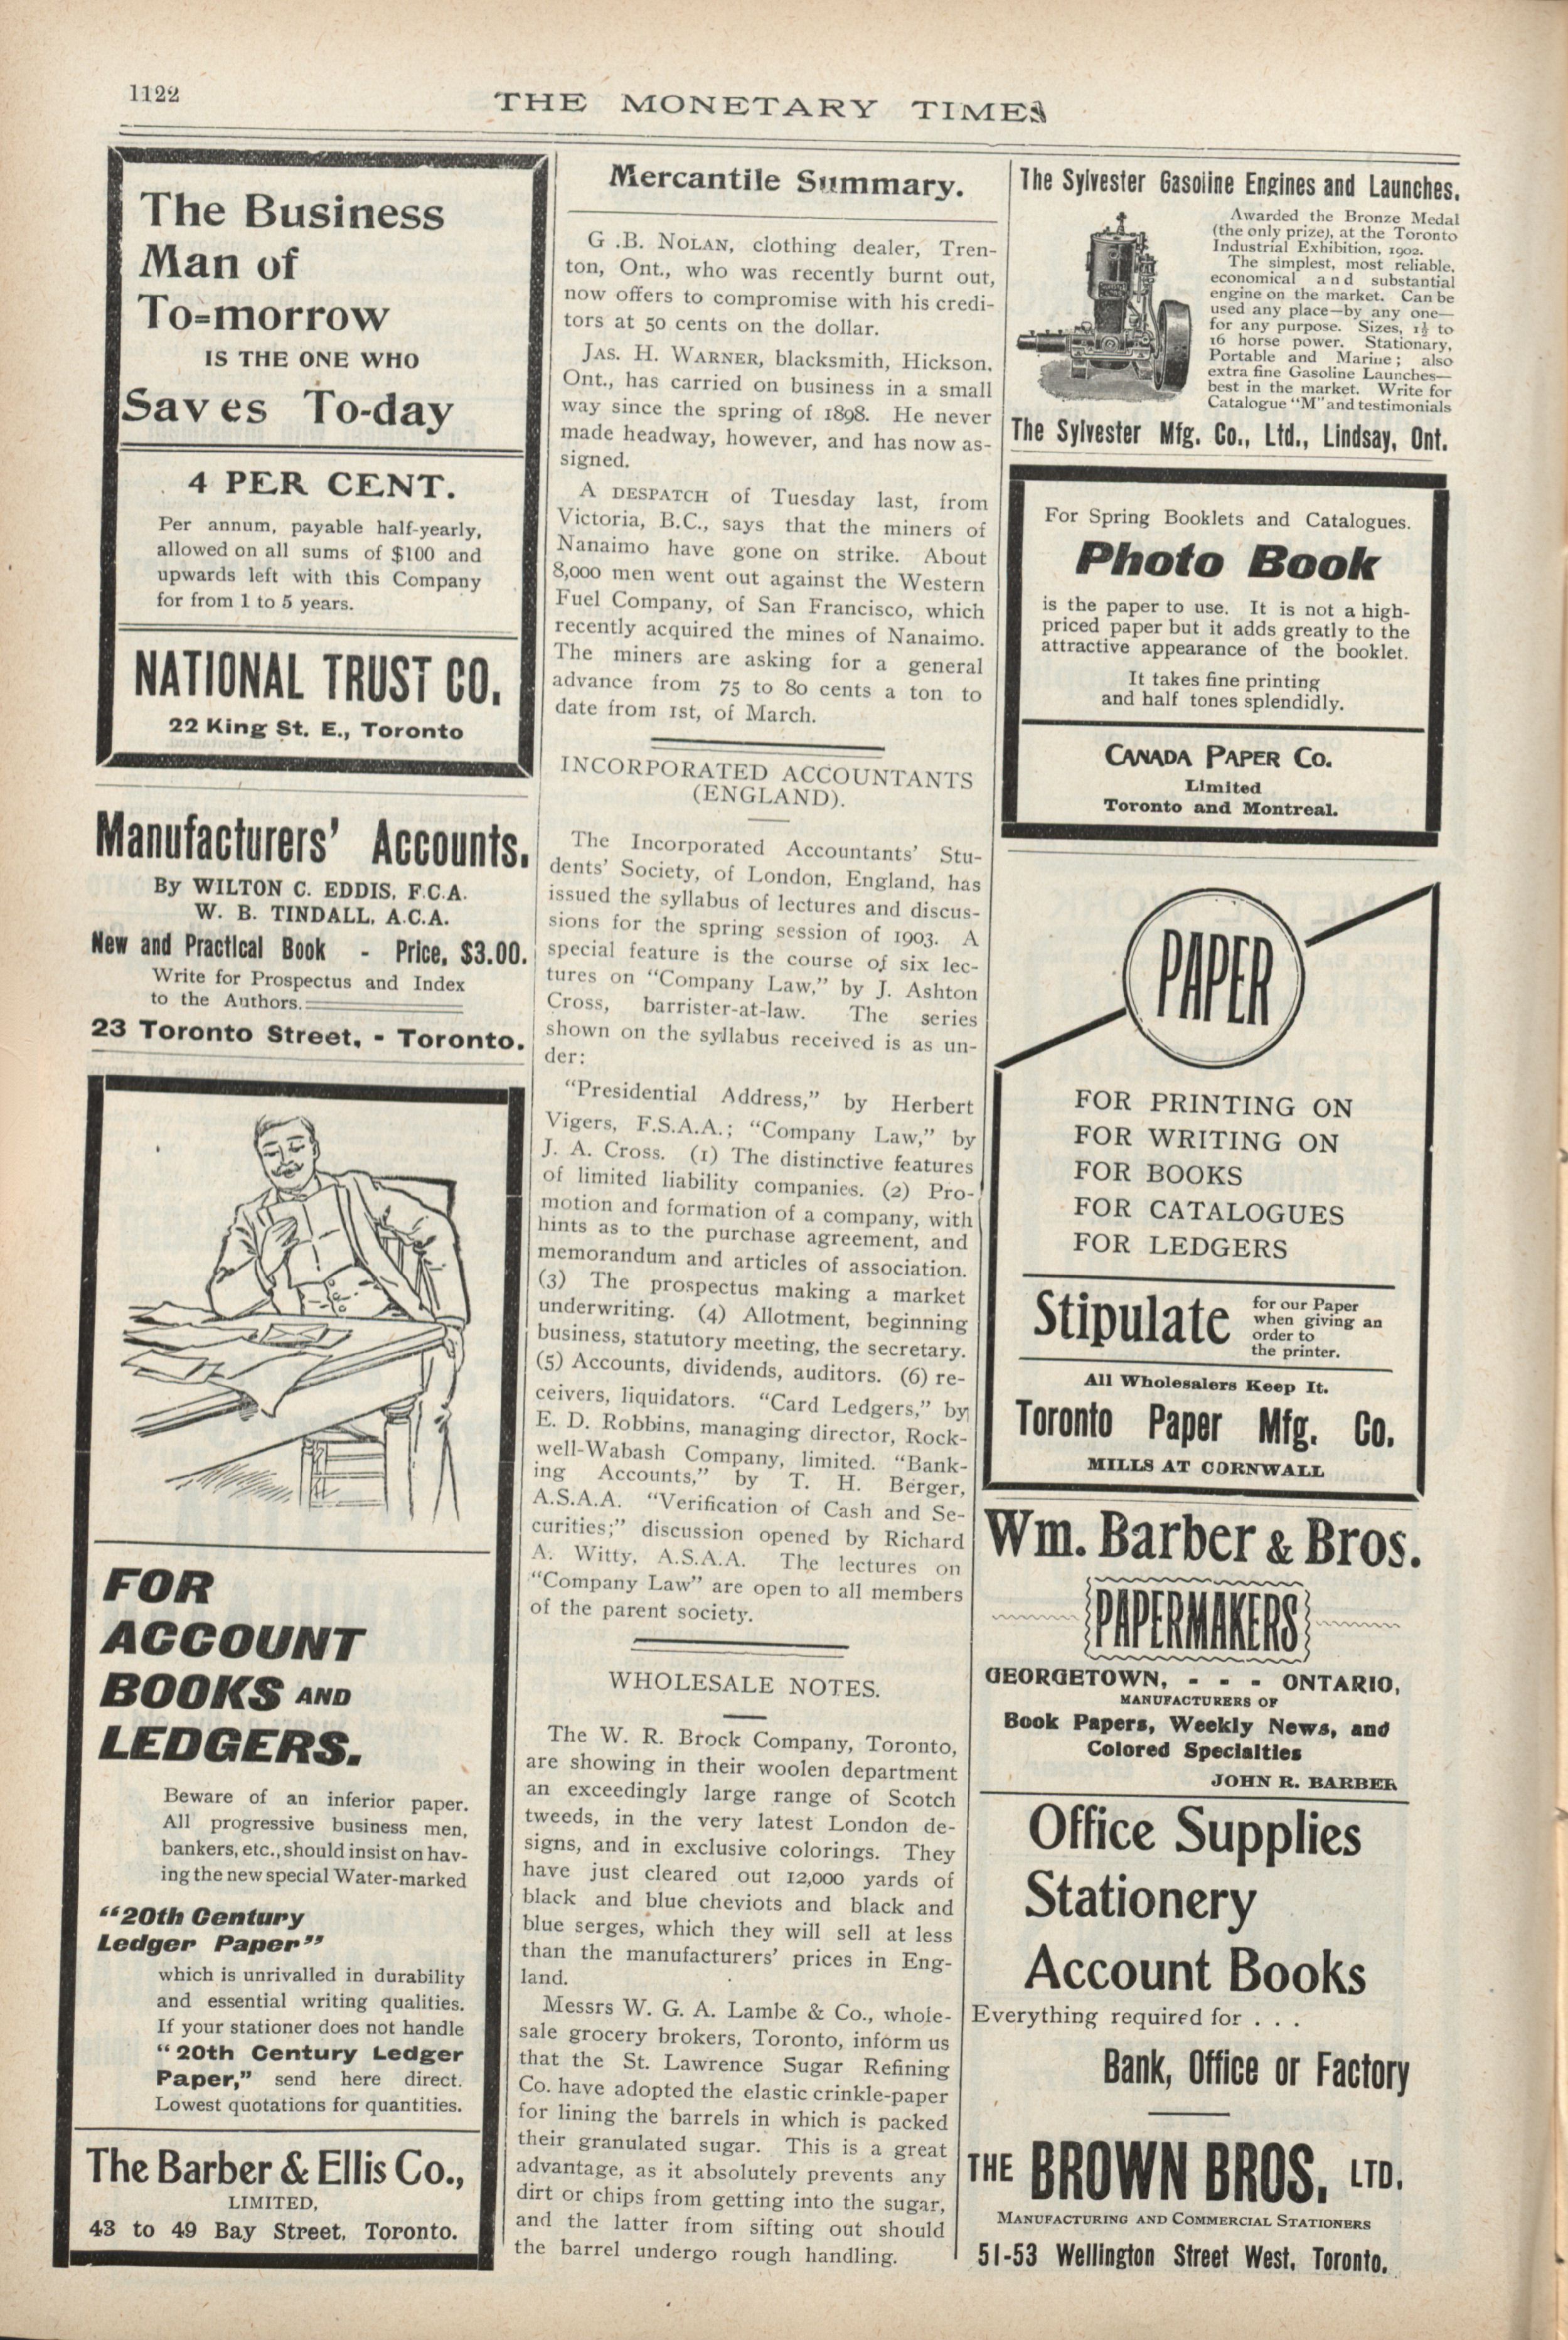 1122
THE MONETARY TIMES
The Business
Man of
To=morrow
IS THE ONE WHO
Saves To-day
4 PER CENT.
Per annum, payable half-yearly,
allowed on all sums of $100 and
upwards left with this Company
for from 1 to 5 years.
NATIONAL TRUST CO.
22 King St. E., Toronto
Manufacturers' Accounts.
By WILTON C. EDDIS, F.C.A.
W. B. TINDALL, A.C.A.
New and Practical Book - Price, $3.00.
Write for Prospectus and Index
to the Authors.
23 Toronto Street, - Toronto.
FOR
ACCOUNT
BOOKS AND
LEDGERS.
Beware of an inferior paper.
All progressive business men,
bankers, etc., should insist on hav-
ing the new special Water-marked
"20th Century
Ledger Paper"
which is unrivalled in durability
and essential writing qualities.
If your stationer does not handle
"20th Century Ledger
Paper," send here direct.
Lowest quotations for quantities.
The Barber & Ellis Co.,
LIMITED,
43 to 49 Bay Street, Toronto.
Mercantile Summary.
G .B. NOLAN, clothing dealer, Tren-
ton, Ont., who was recently burnt out,
now offers to compromise with his credi-
tors at 50 cents on the dollar.
JAS. H. WARNER, blacksmith, Hickson,
Ont., has carried on business in a small
way since the spring of 1898. He never
made headway, however, and has now as-
signed.
A DESPATCH of Tuesday last, from
Victoria, B.C., says that the miners of
Nanaimo have gone on strike. About
8,000 men went out against the Western
Fuel Company, of San Francisco, which
recently acquired the mines of Nanaimo.
The miners are asking for a general
advance from 75 to 80 cents a ton to
date from 1st, of March.
INCORPORATED ACCOUNTANTS
(ENGLAND).
The Incorporated Accountants' Stu-
dents' Society, of London, England, has
issued the syllabus of lectures and discus-
sions for the spring session of 1903. A
special feature is the course of six lec-
tures on "Company Law," by J. Ashton
Cross, barrister-at-law. The series
shown on the syllabus received is as un-
der:
"Presidential Address," by Herbert
Vigers, F.S.A.A.; "Company Law," by
J. A. Cross. (1) The distinctive features
of limited liability companies. (2) Pro-
motion and formation of a company, with
hints as to the purchase agreement, and
memorandum and articles of association.
(3) The prospectus making a market
underwriting. (4) Allotment, beginning
business, statutory meeting, the secretary.
(5) Accounts, dividends, auditors. (6) re-
ceivers, liquidators. "Card Ledgers," by
E. D. Robbins, managing director, Rock-
well-Wabash Company, limited. "Bank-
ing Accounts," by T. H. Berger,
A.S.A.A. "Verification of Cash and Se-
curities;" discussion opened by Richard
A. Witty, A.S.A.A. The lectures on
"Company Law" are open to all members
of the parent society.
WHOLESALE NOTES.
The W. R. Brock Company, Toronto,
are showing in their woolen department
an exceedingly large range of Scotch
tweeds, in the very latest London de-
signs, and in exclusive colorings. They
have just cleared out 12,000 yards of
black and blue cheviots and black and
blue serges, which they will sell at less
than the manufacturers' prices in Eng-
land.
Messrs W. G. A. Lambe & Co., whole-
sale grocery brokers, Toronto, inform us
that the St. Lawrence Sugar Refining
Co. have adopted the elastic crinkle-paper
for lining the barrels in which is packed
their granulated sugar. This is a great
advantage, as it absolutely prevents any
dirt or chips from getting into the sugar,
and the latter from sifting out should
the barrel undergo rough handling.
The Sylvester Gasoline Engines and Launches.
Awarded the Bronze Medal
(the only prize), at the Toronto
Industrial Exhibition, 1902.
The simplest, most reliable,
economical and substantial
engine on the market. Can be
used any place—by any one—
for any purpose. Sizes, 1½ to
16 horse power. Stationary,
Portable and Marine; also
extra fine Gasoline Launches—
best in the market. Write for
Catalogue "M" and testimonials
The Sylvester Mfg. Co., Ltd., Lindsay, Ont.
For Spring Booklets and Catalogues.
Photo Book
is the paper to use. It is not a high-
priced paper but it adds greatly to the
attractive appearance of the booklet.
It takes fine printing
and half tones splendidly.
CANADA PAPER CO.
Limited
Toronto and Montreal.
PAPER
FOR PRINTING ON
FOR WRITING ON
FOR BOOKS
FOR CATALOGUES
FOR LEDGERS
Stipulate
for our Paper
when giving an
order to
the printer.
All Wholesalers Keep It.
Toronto Paper Mfg. Co.
MILLS AT CORNWALL
Wm. Barber & Bros.
PAPERMAKERS
GEORGETOWN, - - - ONTARIO,
MANUFACTURERS OF
Book Papers, Weekly News, and
Colored Specialties
JOHN R. BARBER
Office Supplies
Stationery
Account Books
Everything required for . . .
Bank, Office or Factory
THE BROWN BROS. LTD.
MANUFACTURING AND COMMERCIAL STATIONERS
51-53 Wellington Street West, Toronto.